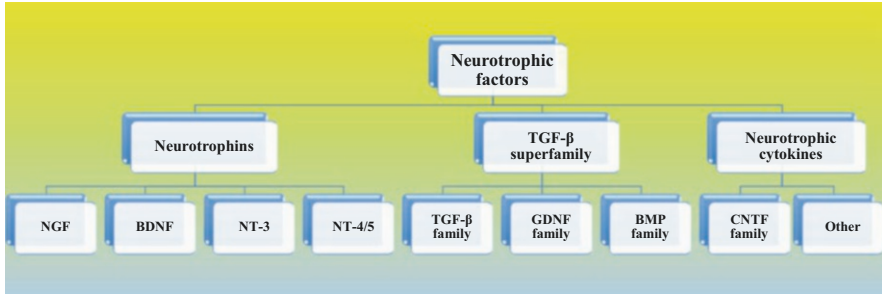 Neurotrophic
factors
Neurotrophins
TGF-β
superfamily
Neurotrophic
cytokines
NGF
BDNF
NT-3
NT-4/5
TGF-β
family
GDNF
family
BMP
family
CNTF
family
Other